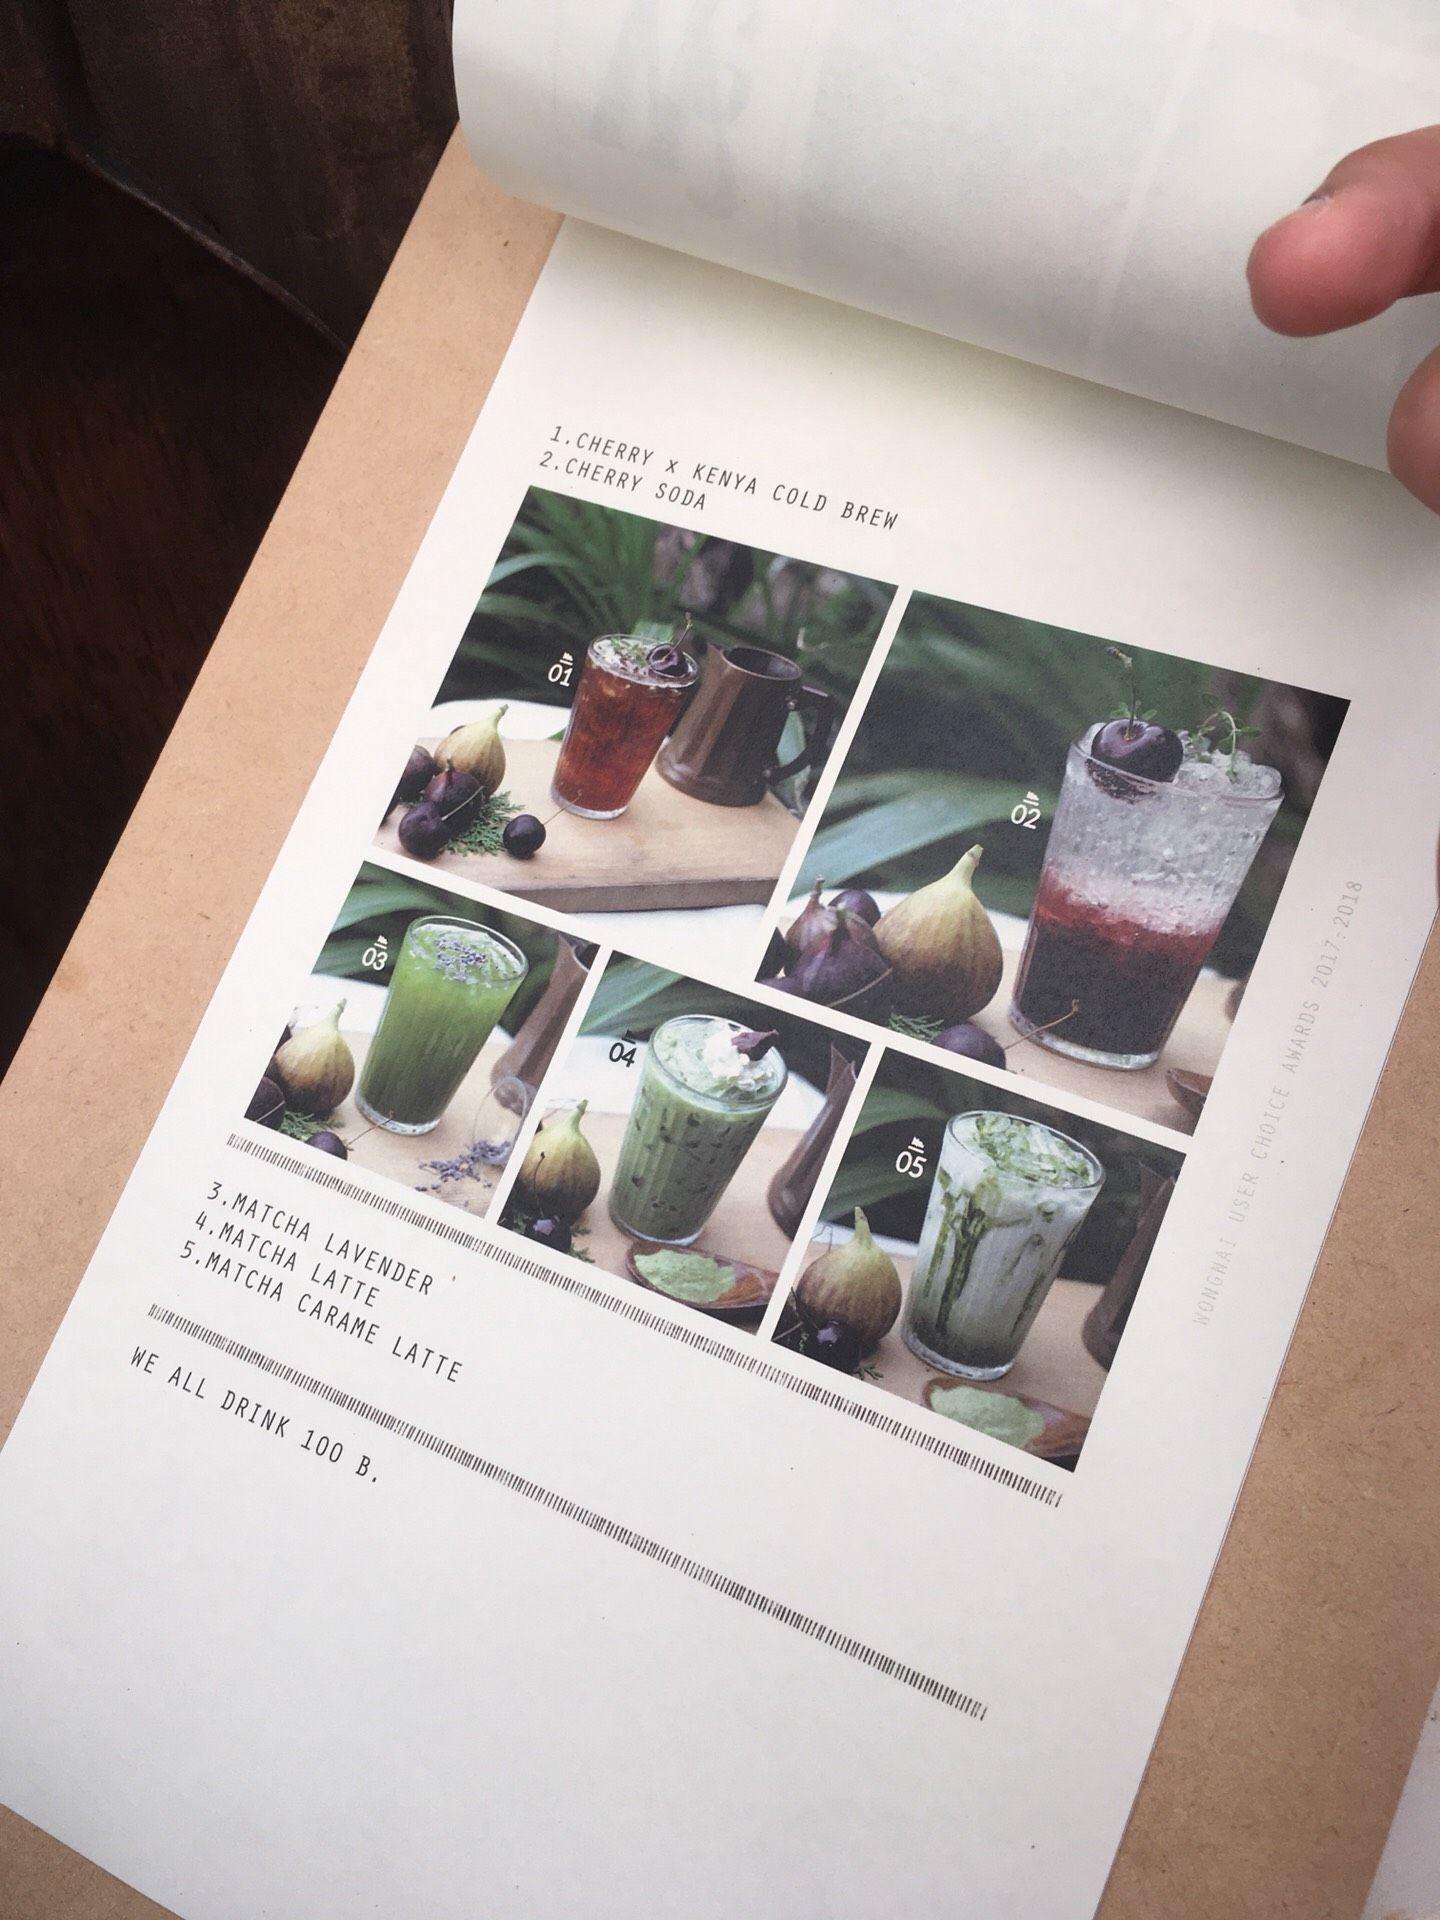 1.CHERRY x KENYA COLD BREW
2.CHERRY SODA
01
02
03
04
05
WONGNAI USER CHOICE AWARDS 2017:2018
3.MATCHA LAVENDER
4.MATCHA LATTE
5.MATCHA CARAME LATTE
WE ALL DRINK 100 B.